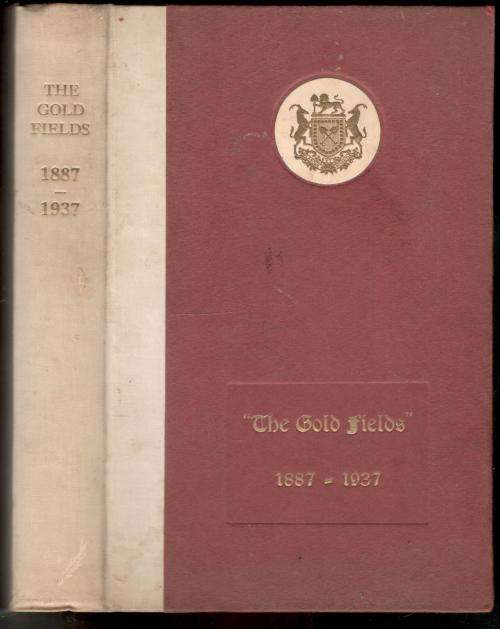 THE
GOLD
FIELDS
1887
—
1937
"The Gold Fields"
1887 - 1937